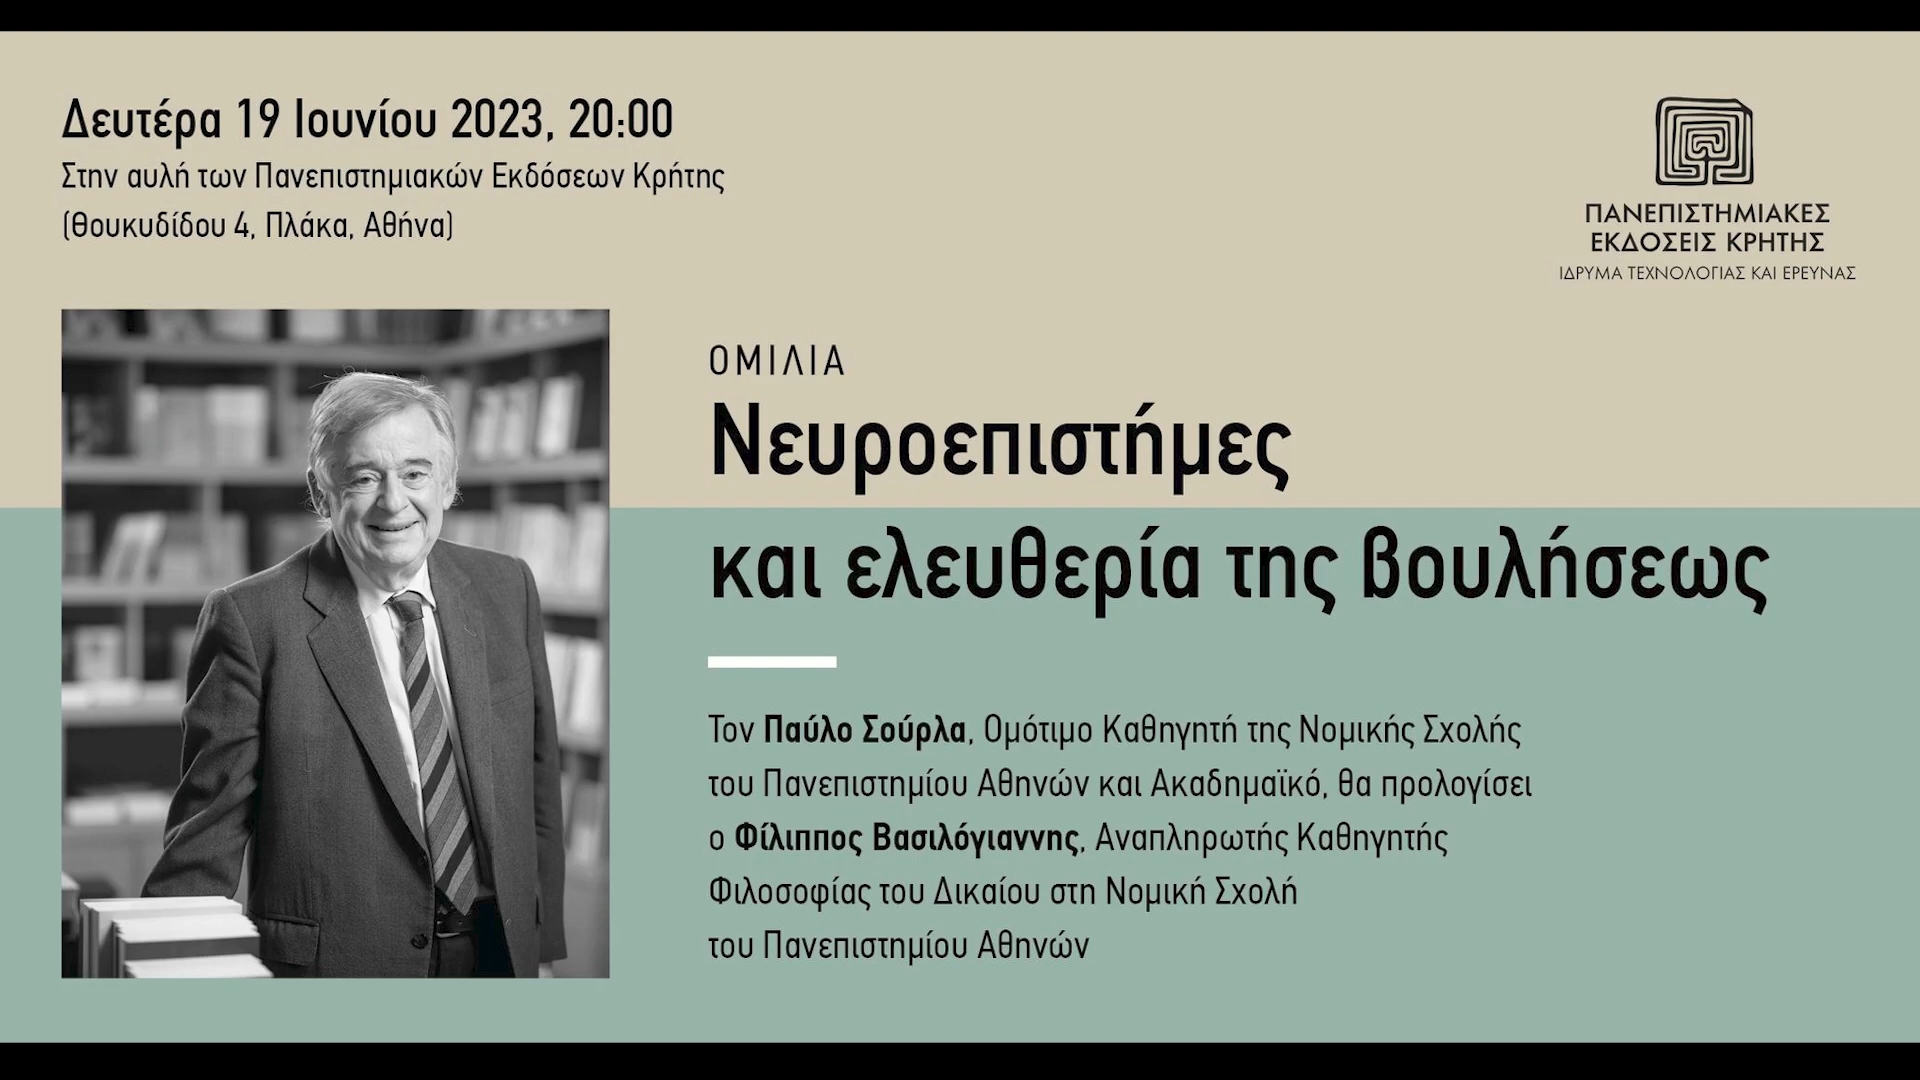 Δευτέρα 19 Ιουνίου 2023, 20:00
Στην αυλή των Πανεπιστημιακών Εκδόσεων Κρήτης
(Θουκυδίδου 4, Πλάκα, Αθήνα)
ΠΑΝΕΠΙΣΤΗΜΙΑΚΕΣ
ΕΚΔΟΣΕΙΣ ΚΡΗΤΗΣ
ΙΔΡΥΜΑ ΤΕΧΝΟΛΟΓΙΑΣ ΚΑΙ ΕΡΕΥΝΑΣ
ΟΜΙΛΙΑ
Νευροεπιστήμες
και ελευθερία της βουλήσεως
Τον Παύλο Σούρλα, Ομότιμο Καθηγητή της Νομικής Σχολής
του Πανεπιστημίου Αθηνών και Ακαδημαϊκό, θα προλογίσει
ο Φίλιππος Βασιλόγιαννης, Αναπληρωτής Καθηγητής
Φιλοσοφίας του Δικαίου στη Νομική Σχολή
του Πανεπιστημίου Αθηνών